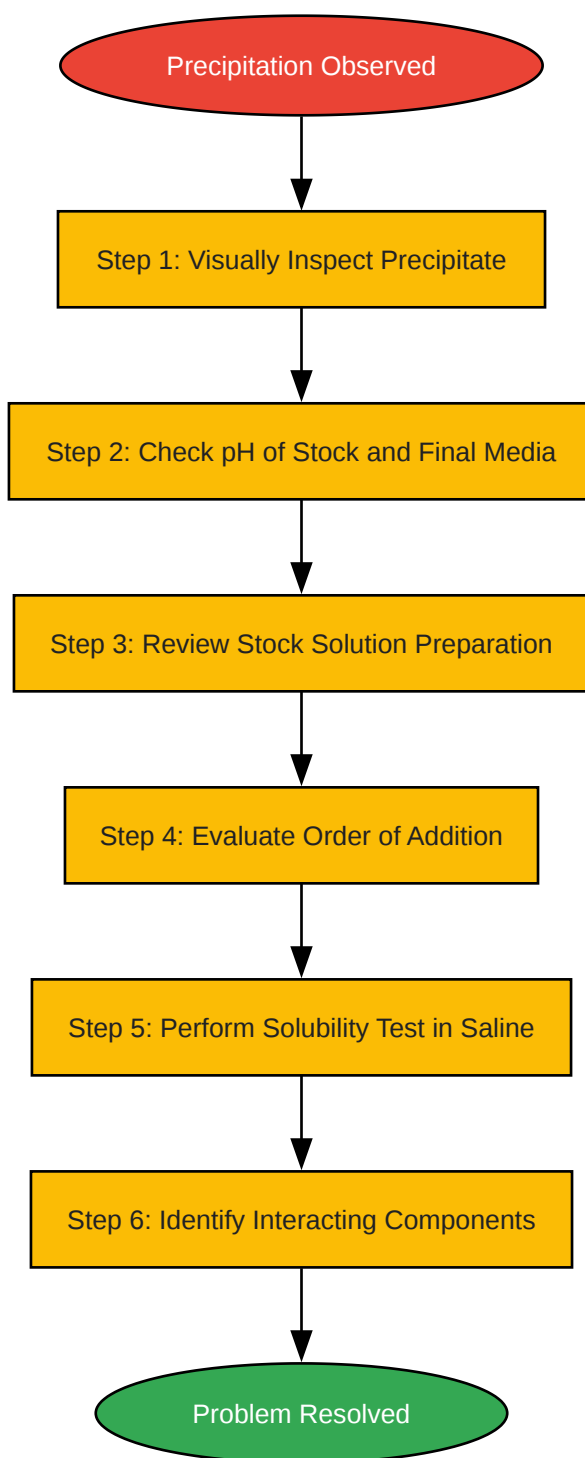 Precipitation Observed
Step 1: Visually Inspect Precipitate
Step 2: Check pH of Stock and Final Media
Step 3: Review Stock Solution Preparation
Step 4: Evaluate Order of Addition
Step 5: Perform Solubility Test in Saline
Step 6: Identify Interacting Components
Problem Resolved